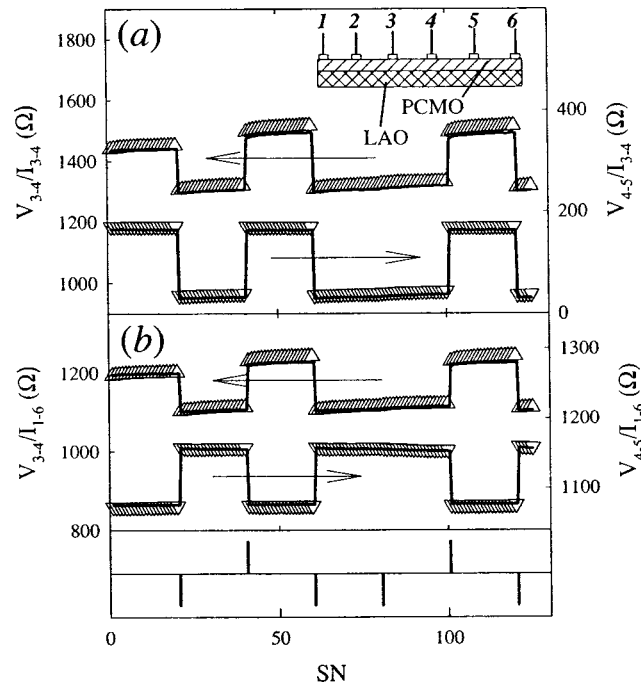 (a)
1 2 3 4 5 6
PCMO
LAO
V3-4/I3-4 (Ω)
1800
1600
1400
1200
1000
V4-5/I3-4 (Ω)
400
200
0
(b)
V3-4/I1-6 (Ω)
1200
1000
800
V4-5/I1-6 (Ω)
1300
1200
1100
0 50 100
SN